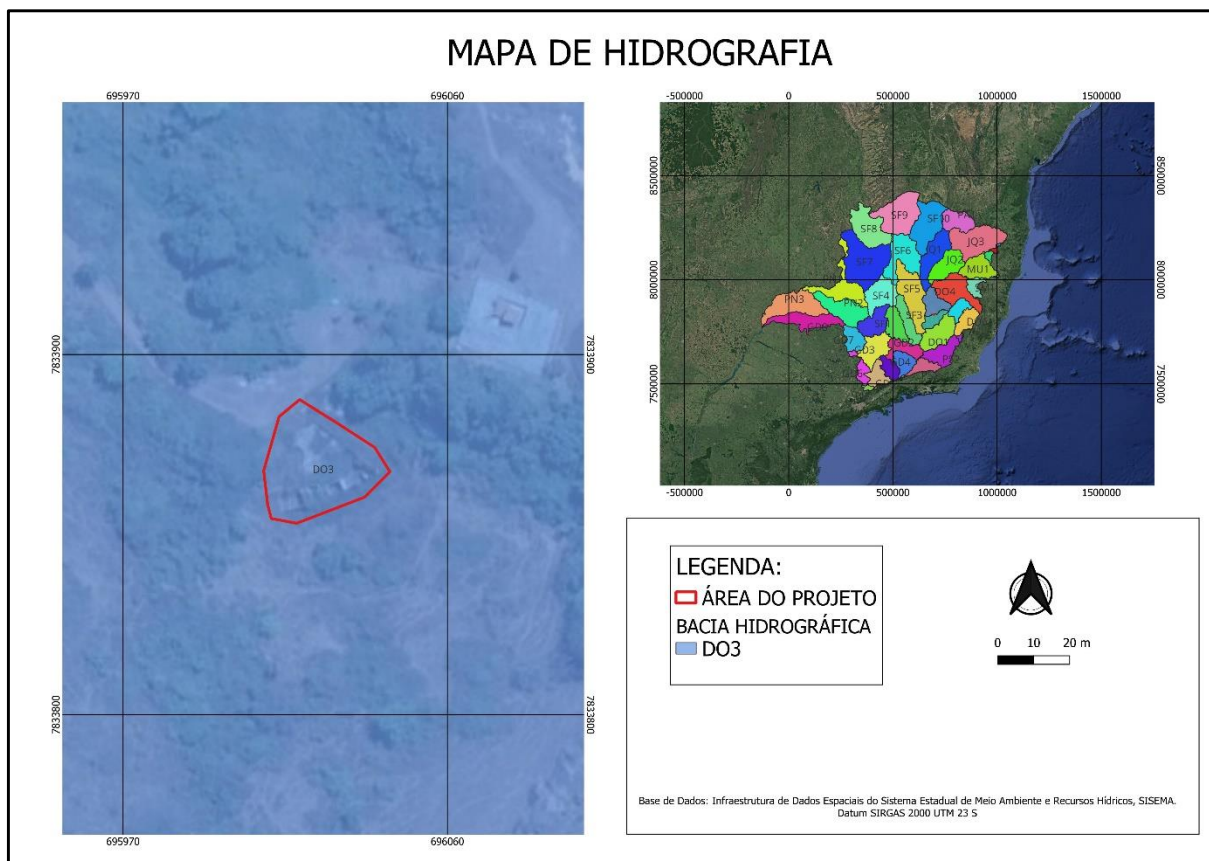 MAPA DE HIDROGRAFIA
695970 696060
7833900 7833900
DO3
7833800 7833800
695970 696060
-500000 0 500000 1000000 1500000
8500000 8500000
8000000 8000000
7500000 7500000
SF9
SF8
SF10
JQ3
SF6
JQ1
SF7
JQ2
MU1
SF5
DO4
SF4
PN3
PN2
SF3
DO1
GD3
GD4
-500000 0 500000 1000000 1500000
LEGENDA:
ÁREA DO PROJETO
BACIA HIDROGRÁFICA
DO3
0 10 20 m
Base de Dados: Infraestrutura de Dados Espaciais do Sistema Estadual de Meio Ambiente e Recursos Hídricos, SISEMA.
Datum SIRGAS 2000 UTM 23 S